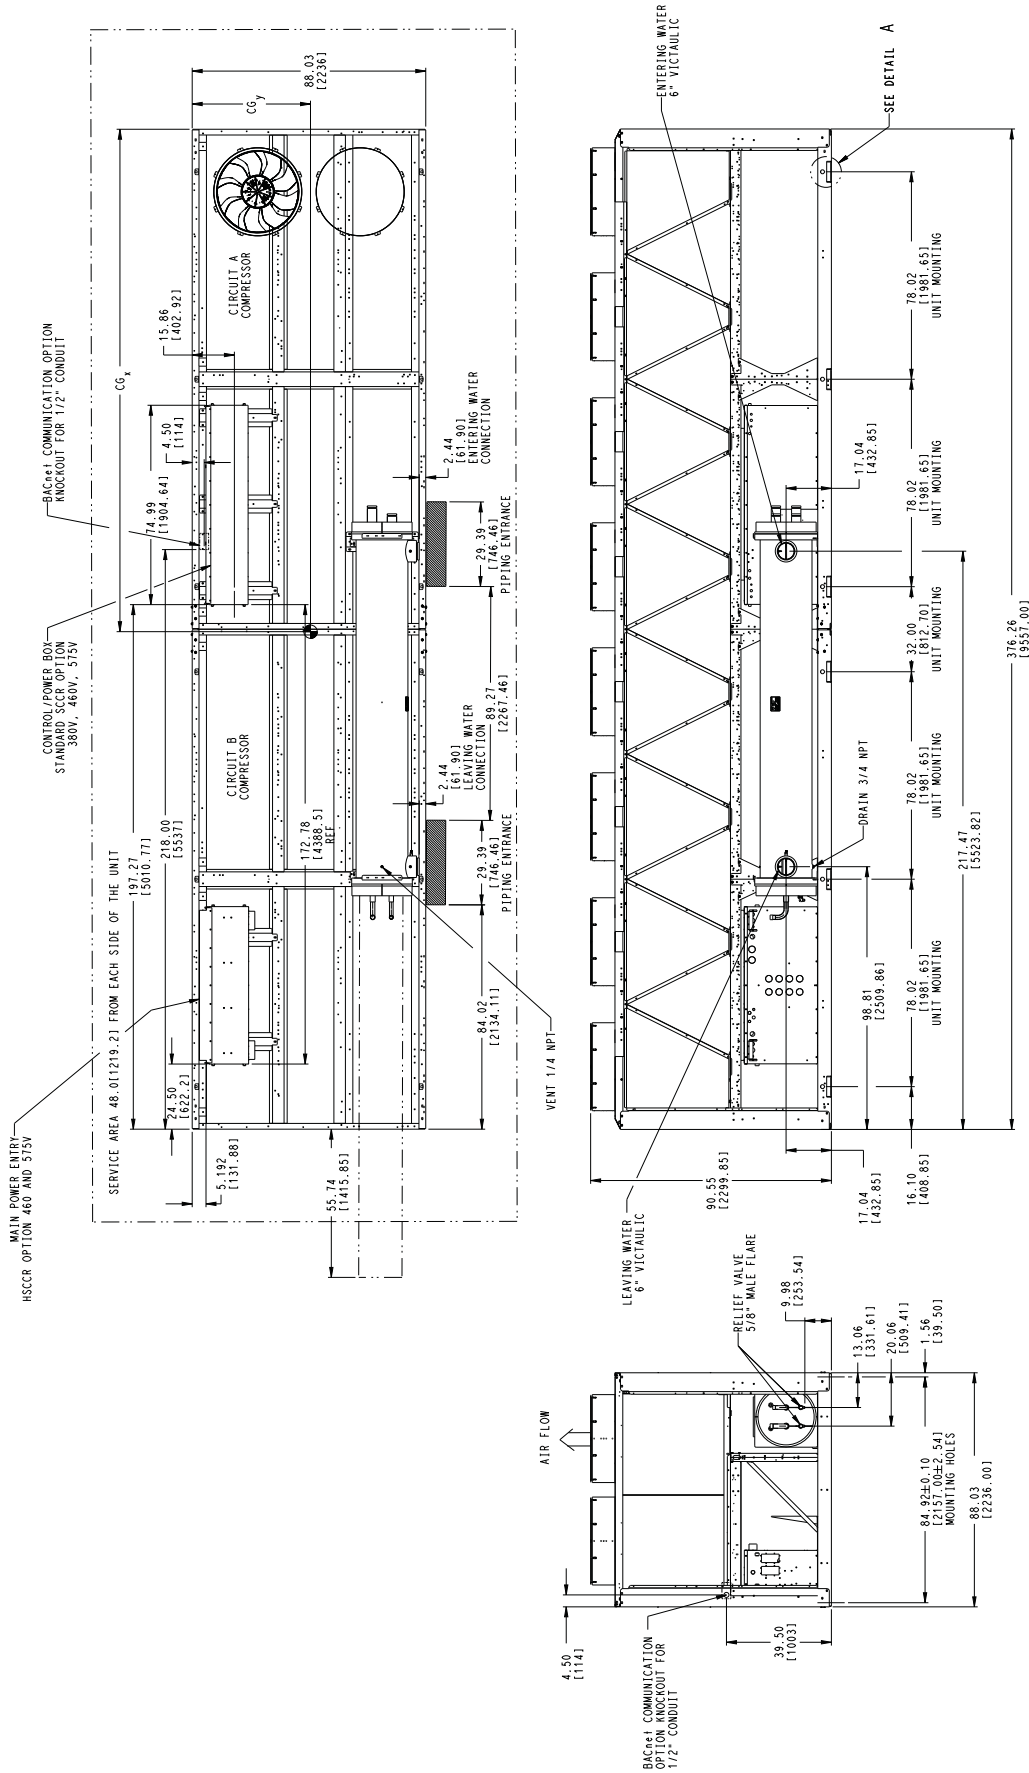 MAIN POWER ENTRY
HSCCR OPTION 460 AND 575V
SERVICE AREA 48.0[1219.2] FROM EACH SIDE OF THE UNIT
CONTROL/POWER BOX
STANDARD SCCR OPTION
380V, 460V, 575V
BACnet COMMUNICATION OPTION
KNOCKOUT FOR 1/2" CONDUIT
24.50
[622.2]
218.00
[5537]
197.27
[5010.77]
74.99
[1904.64]
4.50
[114]
15.86
[402.92]
CGx
CGy
88.03
[2236]
5.192
[131.88]
55.74
[1415.85]
CIRCUIT B
COMPRESSOR
CIRCUIT A
COMPRESSOR
172.78
[4388.5]
REF
2.44
[61.90]
LEAVING WATER
CONNECTION
2.44
[61.90]
ENTERING WATER
CONNECTION
84.02
[2134.11]
29.39
[746.46]
PIPING ENTRANCE
89.27
[2267.46]
29.39
[746.46]
PIPING ENTRANCE
VENT 1/4 NPT
ENTERING WATER
6" VICTAULIC
SEE DETAIL A
LEAVING WATER
6" VICTAULIC
90.55
[2299.85]
17.04
[432.85]
16.10
[408.85]
DRAIN 3/4 NPT
17.04
[432.85]
98.81
[2509.86]
78.02
[1981.65]
UNIT MOUNTING
78.02
[1981.65]
UNIT MOUNTING
32.00
[812.70]
UNIT MOUNTING
78.02
[1981.65]
UNIT MOUNTING
78.02
[1981.65]
UNIT MOUNTING
217.47
[5523.82]
376.26
[9557.00]
AIR FLOW
RELIEF VALVE
5/8" MALE FLARE
9.98
[253.54]
13.06
[331.61]
20.06
[509.41]
1.56
[39.50]
4.50
[114]
BACnet COMMUNICATION
OPTION KNOCKOUT FOR
1/2" CONDUIT
39.50
[1003]
84.92±0.10
[2157.00±2.54]
MOUNTING HOLES
88.03
[2236.00]